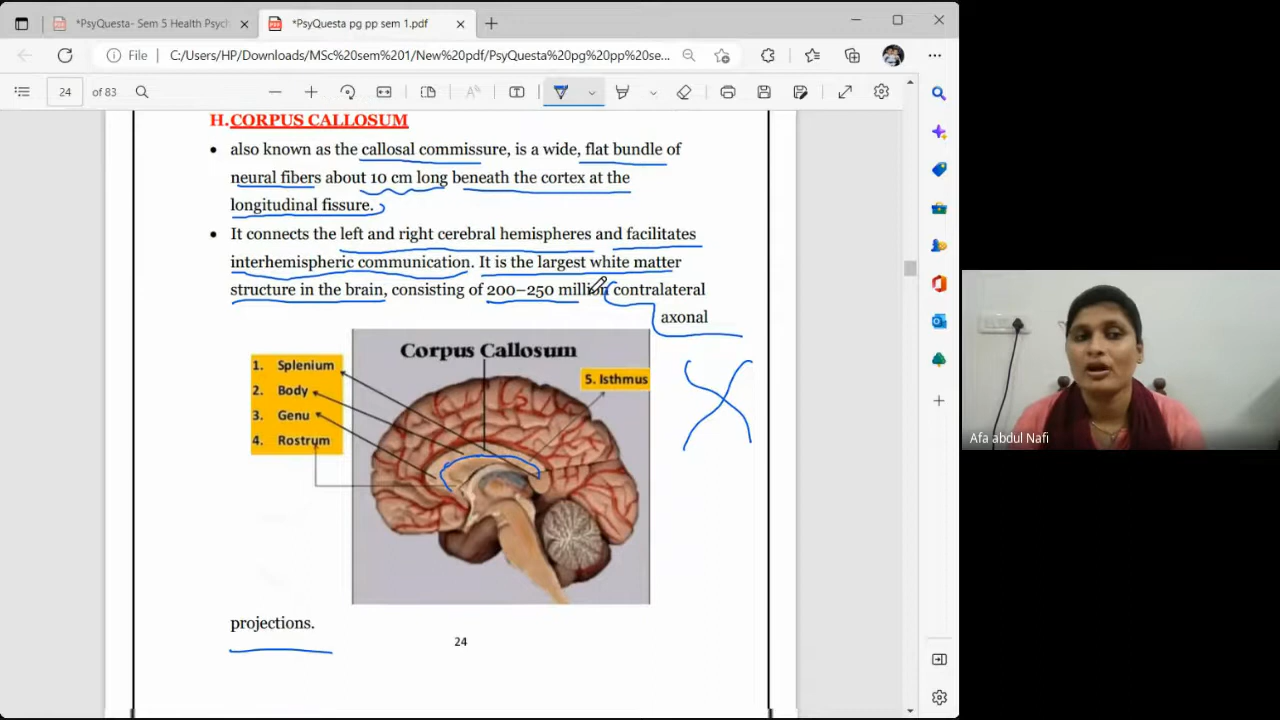 *PsyQuesta- Sem 5 Health Psych
*PsyQuesta pg pp sem 1.pdf
File
C:/Users/HP/Downloads/MSc%20sem%201/New%20pdf/PsyQuesta%20pg%20pp%20se...
24
of 83
H.CORPUS CALLOSUM
• also known as the callosal commissure, is a wide, flat bundle of
neural fibers about 10 cm long beneath the cortex at the
longitudinal fissure.
• It connects the left and right cerebral hemispheres and facilitates
interhemispheric communication. It is the largest white matter
structure in the brain, consisting of 200–250 million contralateral
axonal
Corpus Callosum
1. Splenium
2. Body
3. Genu
4. Rostrum
5. Isthmus
projections.
24
Afa abdul Nafi